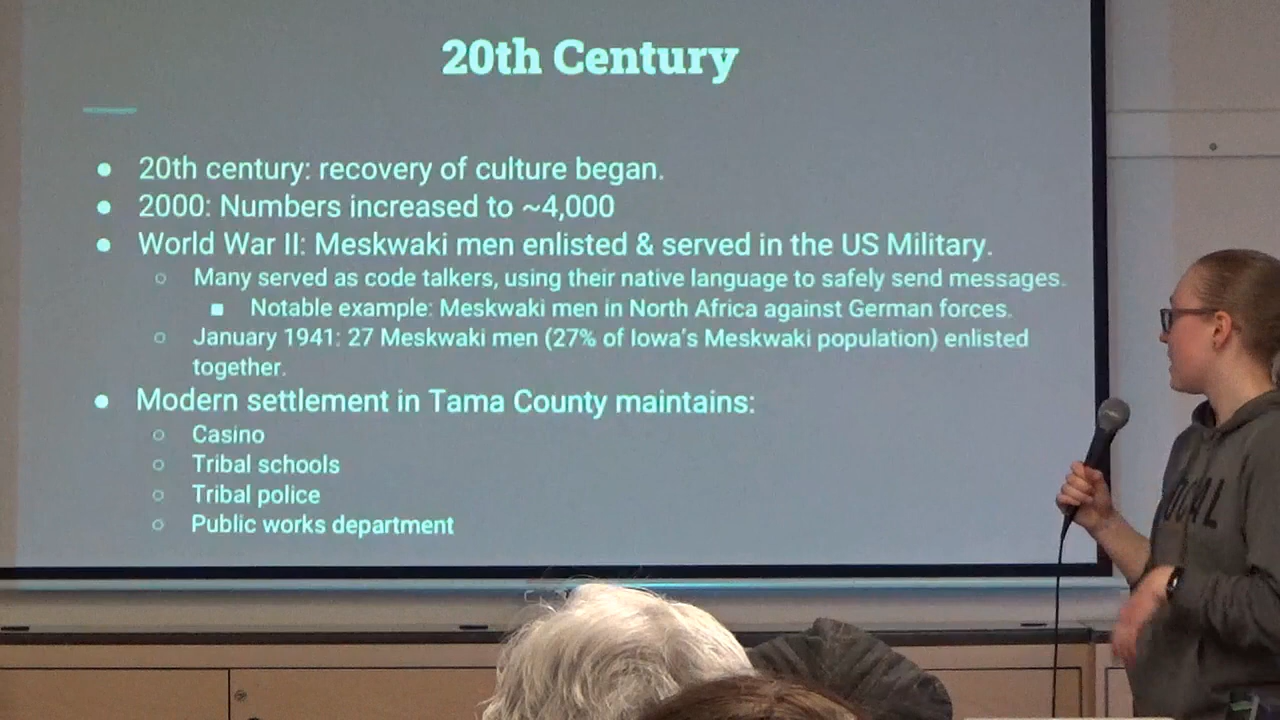 20th Century
● 20th century: recovery of culture began.
● 2000: Numbers increased to ~4,000
● World War II: Meskwaki men enlisted & served in the US Military.
○ Many served as code talkers, using their native language to safely send messages.
■ Notable example: Meskwaki men in North Africa against German forces.
○ January 1941: 27 Meskwaki men (27% of Iowa's Meskwaki population) enlisted
together.
● Modern settlement in Tama County maintains:
○ Casino
○ Tribal schools
○ Tribal police
○ Public works department